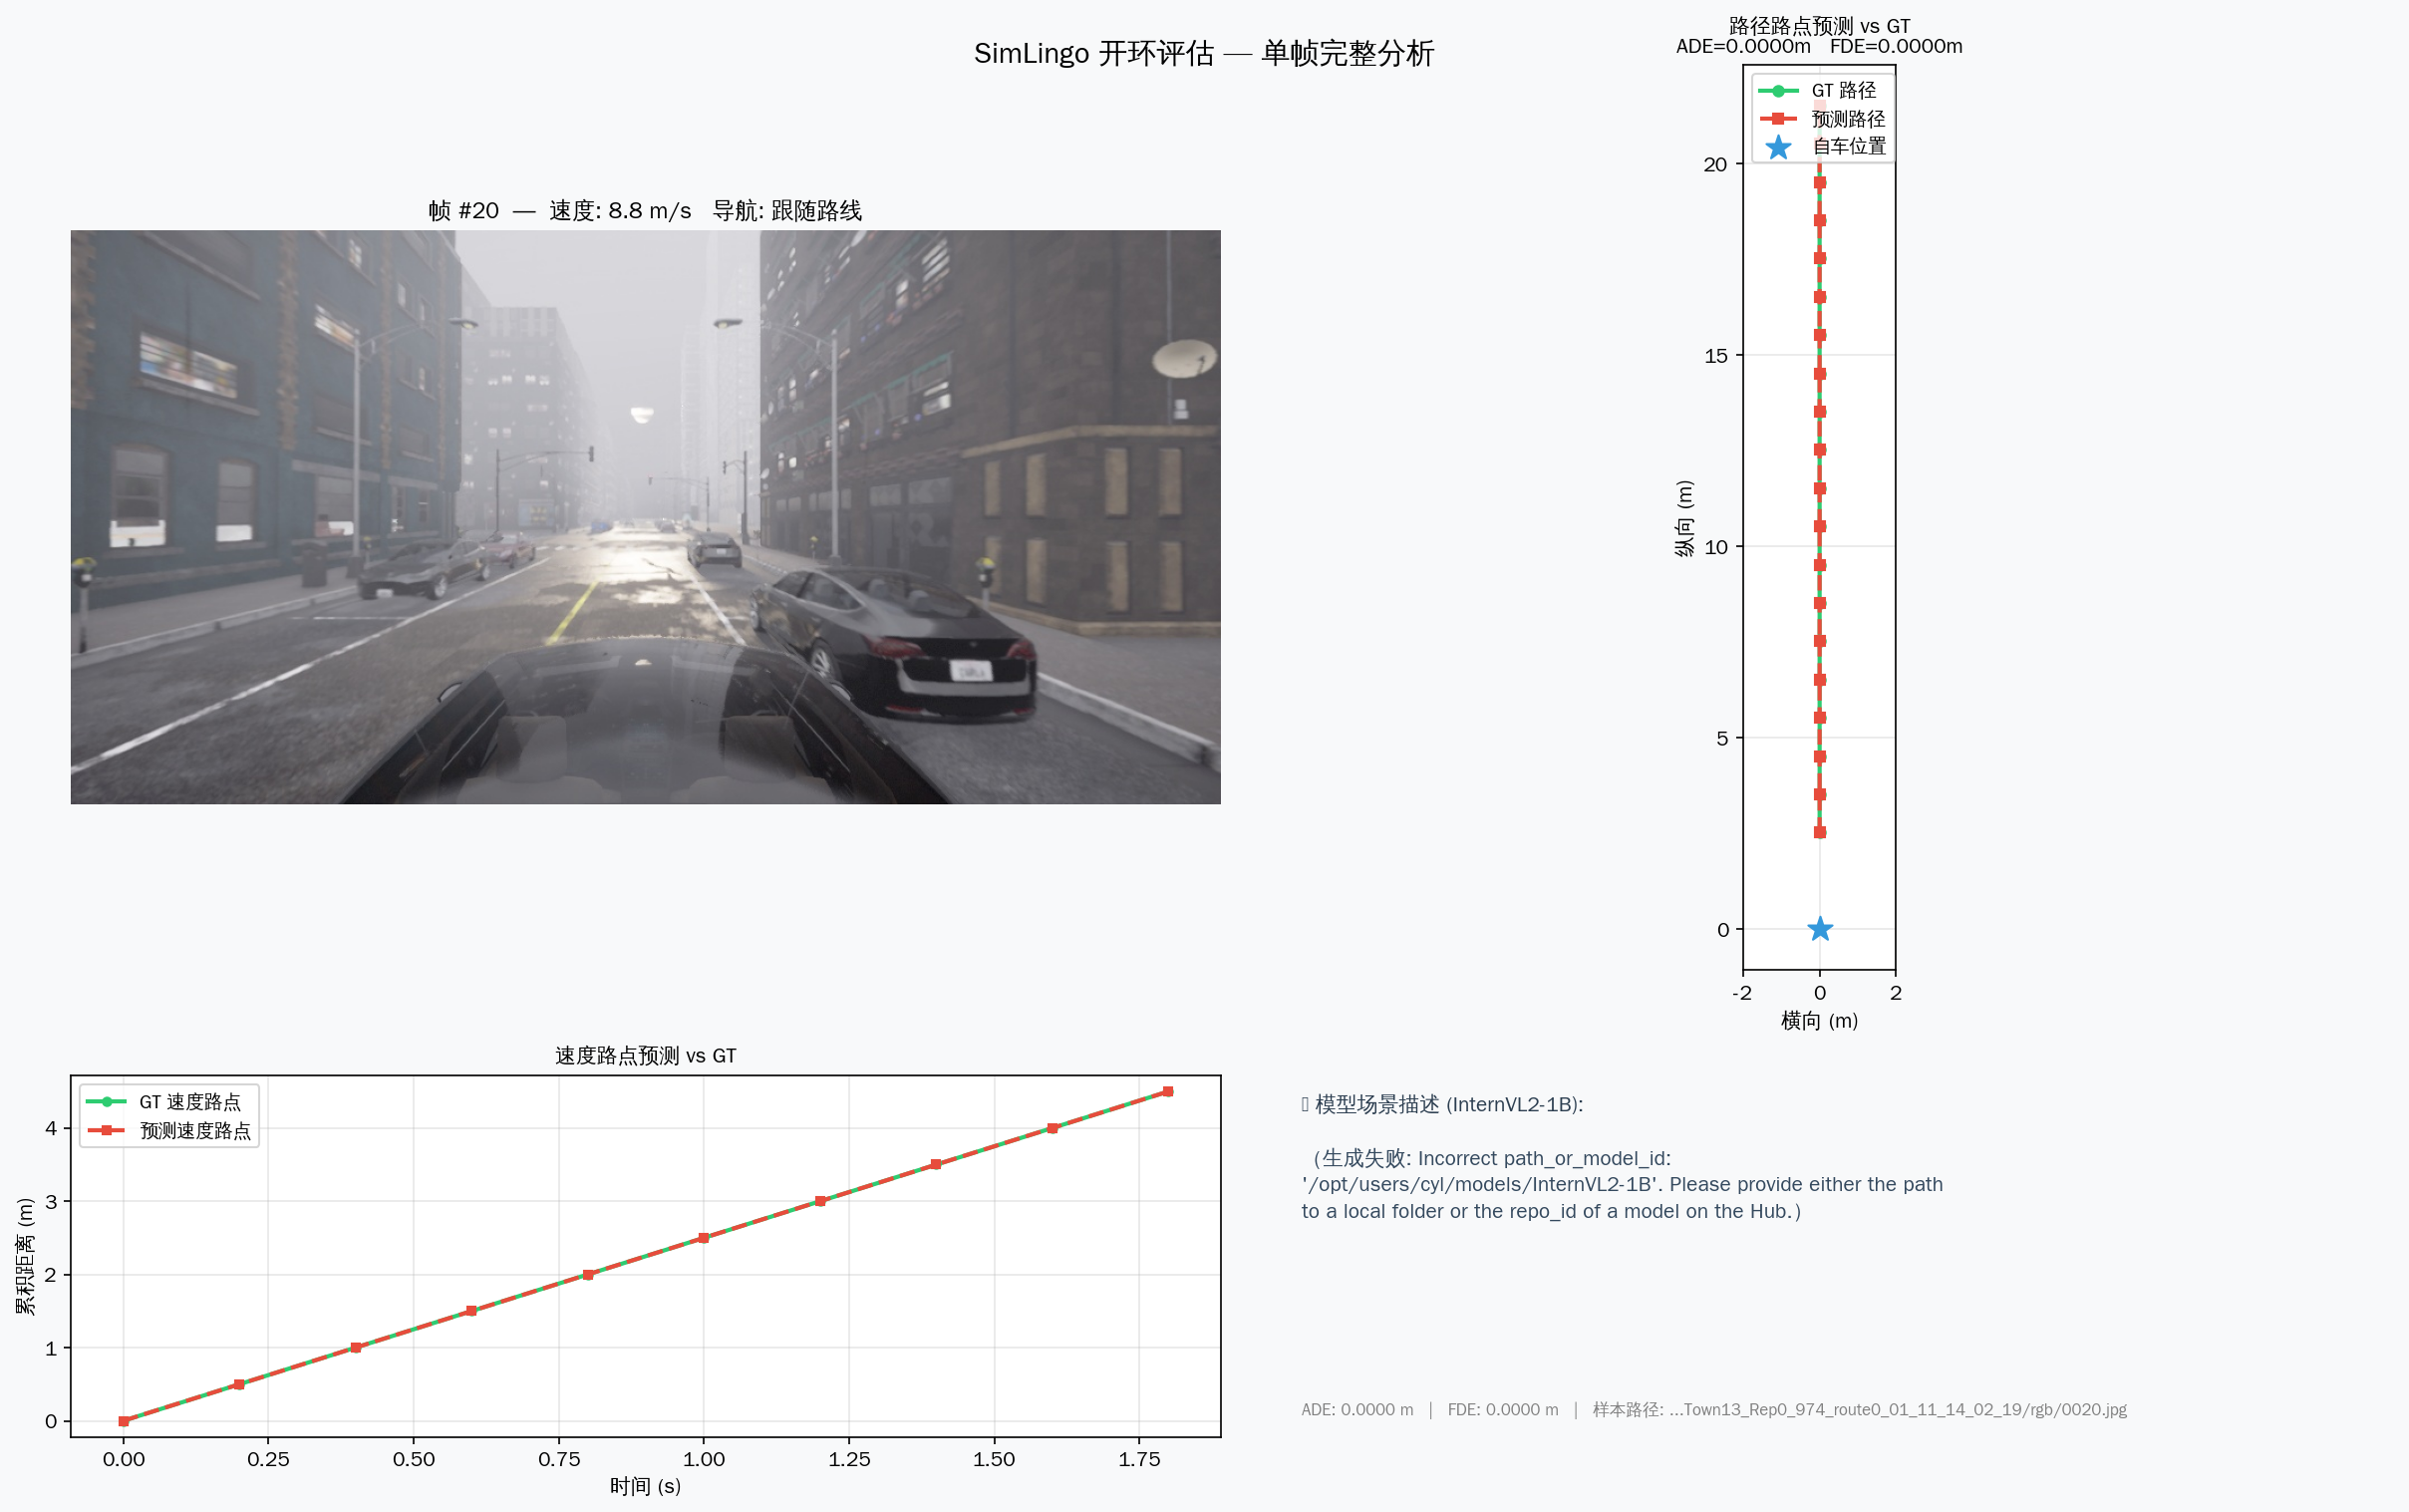 SimLingo 开环评估 — 单帧完整分析
帧 #20 — 速度: 8.8 m/s 导航: 跟随路线
路径路点预测 vs GT
ADE=0.0000m FDE=0.0000m
GT 路径
预测路径
自车位置
20
15
10
5
0
纵向 (m)
-2 0 2
横向 (m)
速度路点预测 vs GT
GT 速度路点
预测速度路点
4
3
2
1
0
累积距离 (m)
0.00 0.25 0.50 0.75 1.00 1.25 1.50 1.75
时间 (s)
模型场景描述 (InternVL2-1B):
（生成失败: Incorrect path_or_model_id:
'/opt/users/cyl/models/InternVL2-1B'. Please provide either the path
to a local folder or the repo_id of a model on the Hub.）
ADE: 0.0000 m | FDE: 0.0000 m | 样本路径: ...Town13_Rep0_974_route0_01_11_14_02_19/rgb/0020.jpg